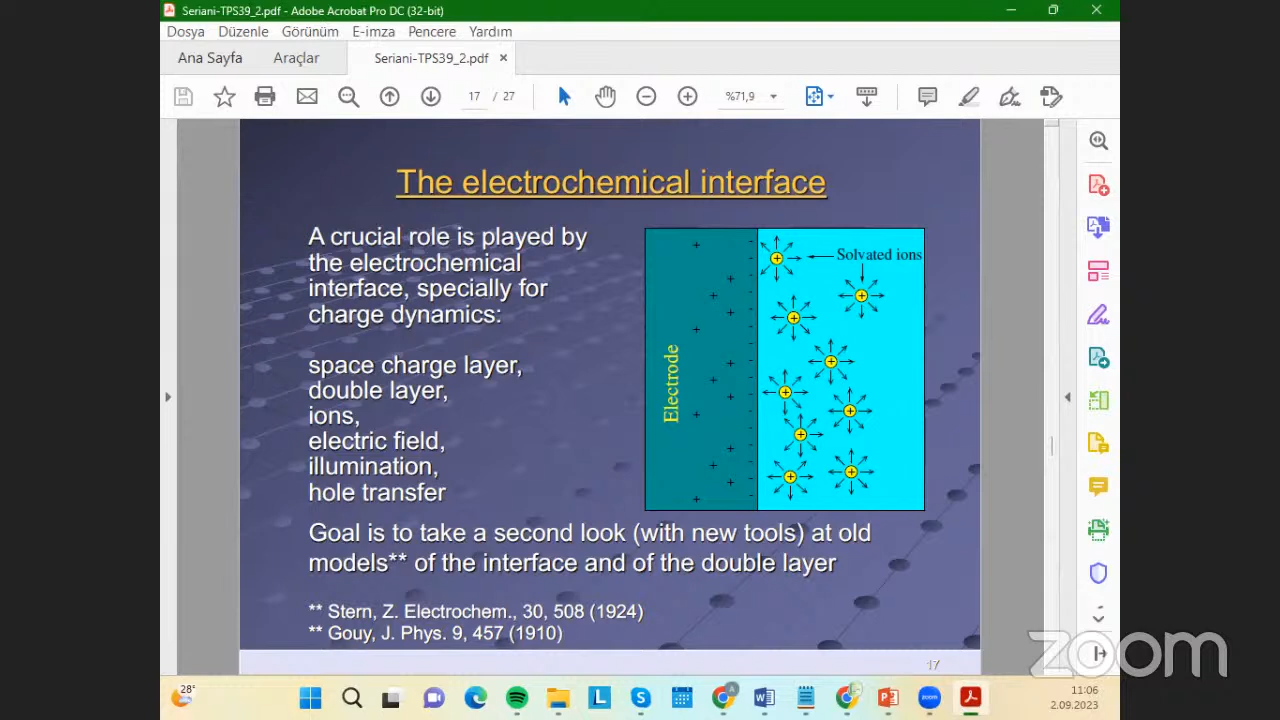 Seriani-TPS39_2.pdf - Adobe Acrobat Pro DC (32-bit)
Dosya Düzenle Görünüm E-imza Pencere Yardım
Ana Sayfa Araçlar Seriani-TPS39_2.pdf ×
17 / 27 %71,9
The electrochemical interface
A crucial role is played by
the electrochemical
interface, specially for
charge dynamics:
space charge layer,
double layer,
ions,
electric field,
illumination,
hole transfer
Solvated ions
Electrode
Goal is to take a second look (with new tools) at old
models** of the interface and of the double layer
** Stern, Z. Electrochem., 30, 508 (1924)
** Gouy, J. Phys. 9, 457 (1910)
17
zoom
28°
11:06
2.09.2023